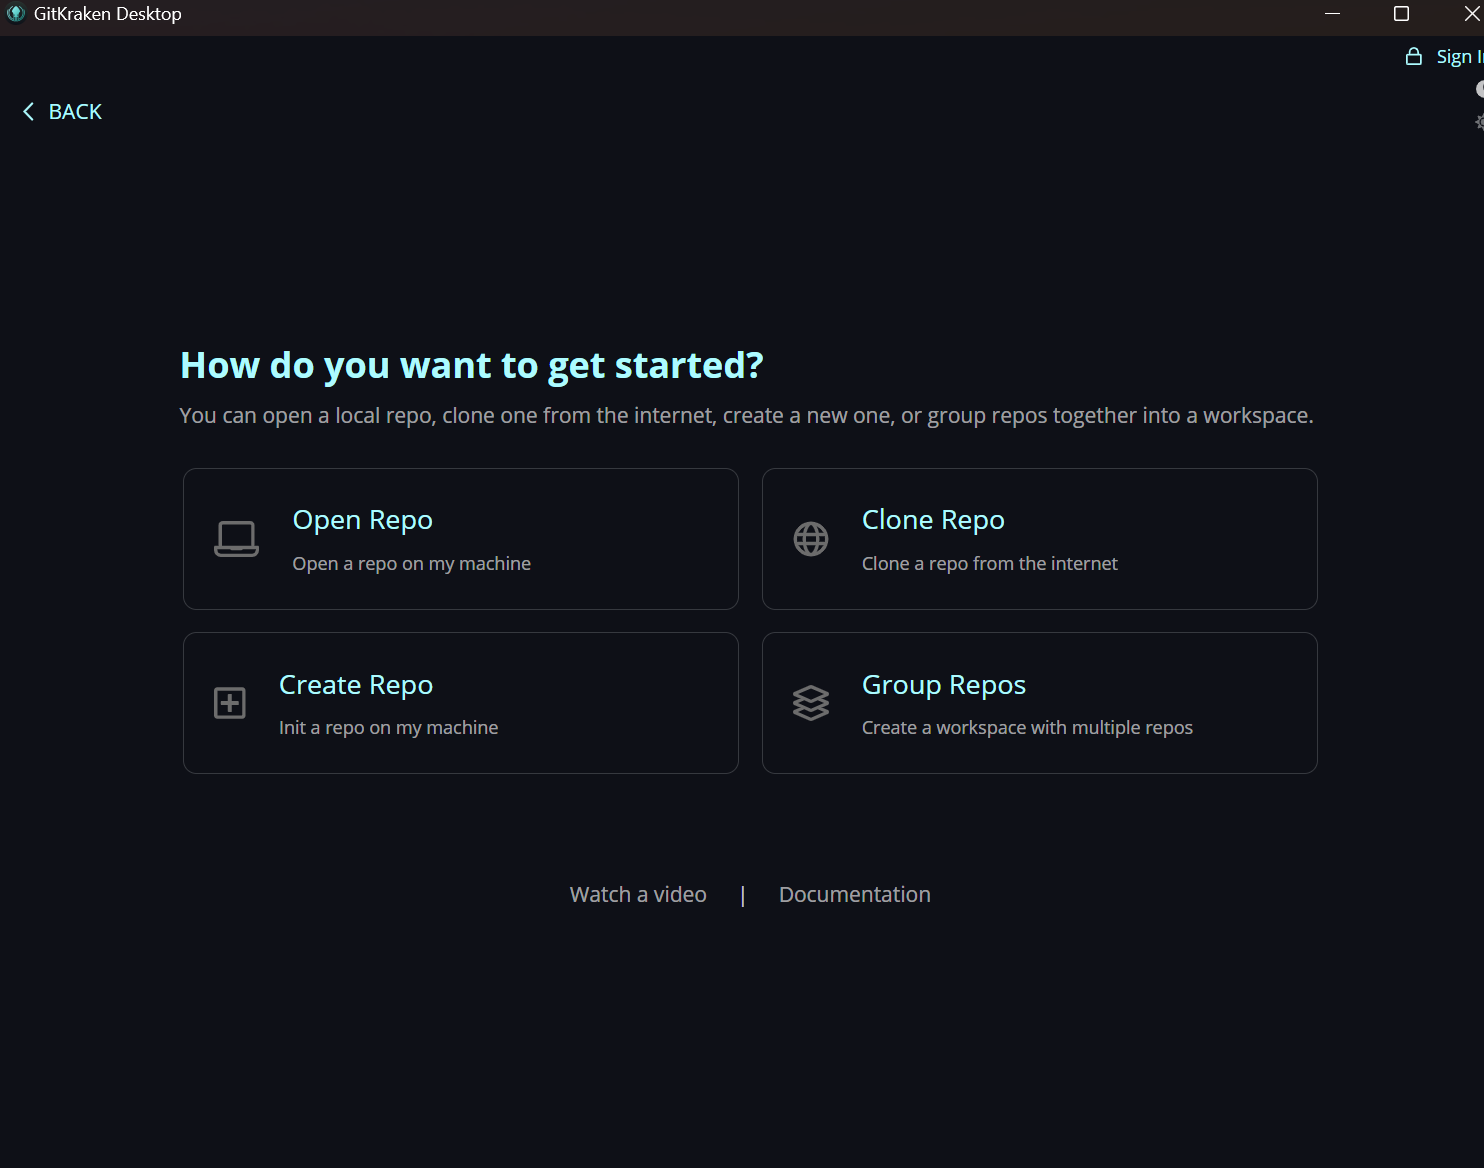 GitKraken Desktop
Sign
BACK
How do you want to get started?
You can open a local repo, clone one from the internet, create a new one, or group repos together into a workspace.
Open Repo
Open a repo on my machine
Clone Repo
Clone a repo from the internet
Create Repo
Init a repo on my machine
Group Repos
Create a workspace with multiple repos
Watch a video | Documentation